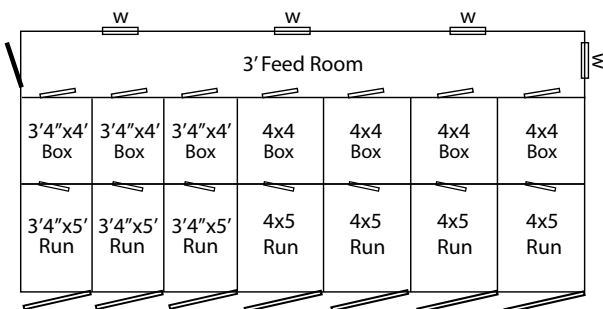 W W W
3' Feed Room
W
3'4"x4' 3'4"x4' 3'4"x4' 4x4 4x4 4x4 4x4
Box Box Box Box Box Box Box
3'4"x5' 3'4"x5' 3'4"x5' 4x5 4x5 4x5 4x5
Run Run Run Run Run Run Run